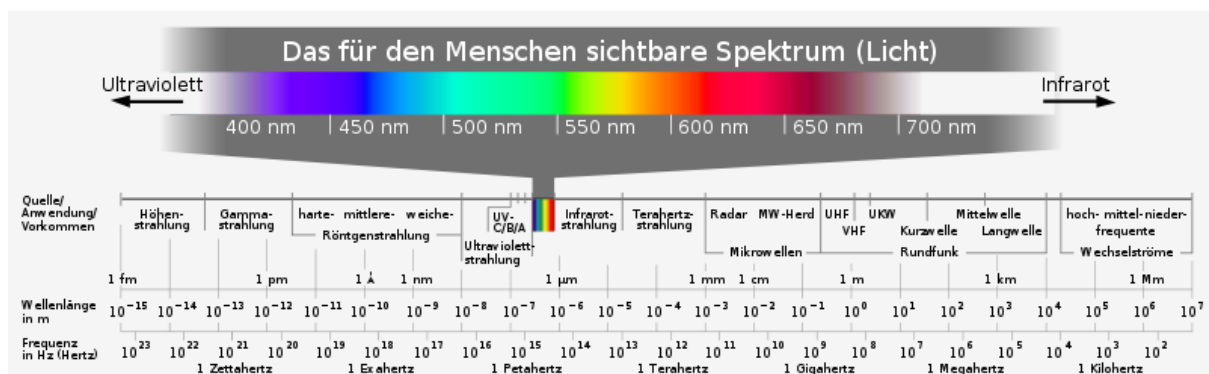 Das für den Menschen sichtbare Spektrum (Licht)
Ultraviolett
Infrarot
400 nm 450 nm 500 nm 550 nm 600 nm 650 nm 700 nm
Quelle/
Anwendung/
Vorkommen
Höhen-
strahlung
Gamma-
strahlung
harte- mittlere- weiche-
Röntgenstrahlung
UV-
C/B/A
Ultraviolett-
strahlung
Infrarot-
strahlung
Terahertz-
strahlung
Radar MW-Herd
Mikrowellen
UHF UKW Mittelwelle
VHF Kurzwelle Langwelle
Rundfunk
hoch- mittel- nieder-
frequente
Wechselströme
1 fm 1 pm 1 Å 1 nm 1 µm 1 mm 1 cm 1 m 1 km 1 Mm
Wellenlänge
in m
10⁻¹⁵ 10⁻¹⁴ 10⁻¹³ 10⁻¹² 10⁻¹¹ 10⁻¹⁰ 10⁻⁹ 10⁻⁸ 10⁻⁷ 10⁻⁶ 10⁻⁵ 10⁻⁴ 10⁻³ 10⁻² 10⁻¹ 10⁰ 10¹ 10² 10³ 10⁴ 10⁵ 10⁶ 10⁷
Frequenz
in Hz (Hertz)
10²³ 10²² 10²¹ 10²⁰ 10¹⁹ 10¹⁸ 10¹⁷ 10¹⁶ 10¹⁵ 10¹⁴ 10¹³ 10¹² 10¹¹ 10¹⁰ 10⁹ 10⁸ 10⁷ 10⁶ 10⁵ 10⁴ 10³ 10²
1 Zettahertz 1 Exahertz 1 Petahertz 1 Terahertz 1 Gigahertz 1 Megahertz 1 Kilohertz